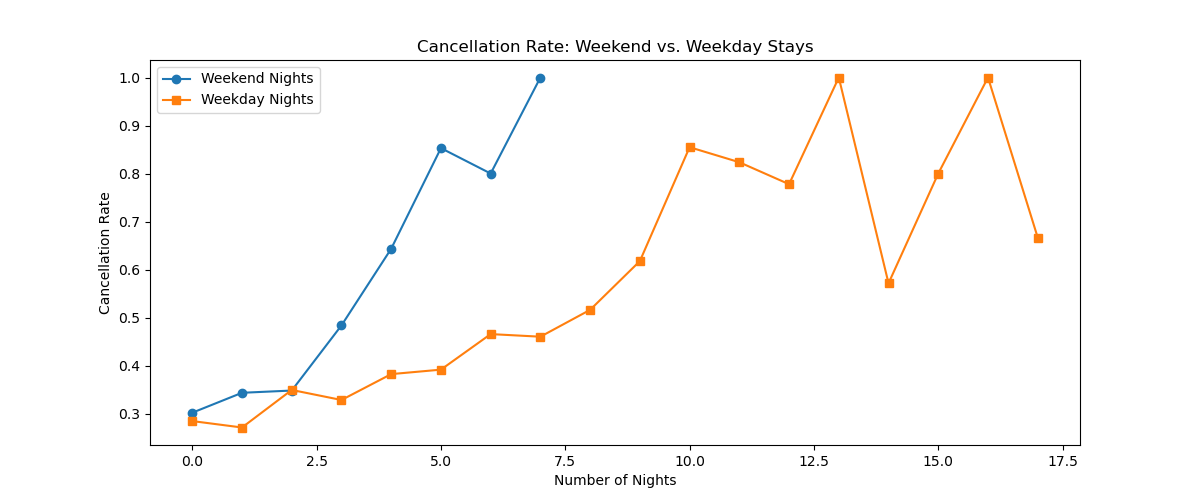 Cancellation Rate: Weekend vs. Weekday Stays
Weekend Nights
Weekday Nights
Cancellation Rate
1.0
0.9
0.8
0.7
0.6
0.5
0.4
0.3
0.0 2.5 5.0 7.5 10.0 12.5 15.0 17.5
Number of Nights